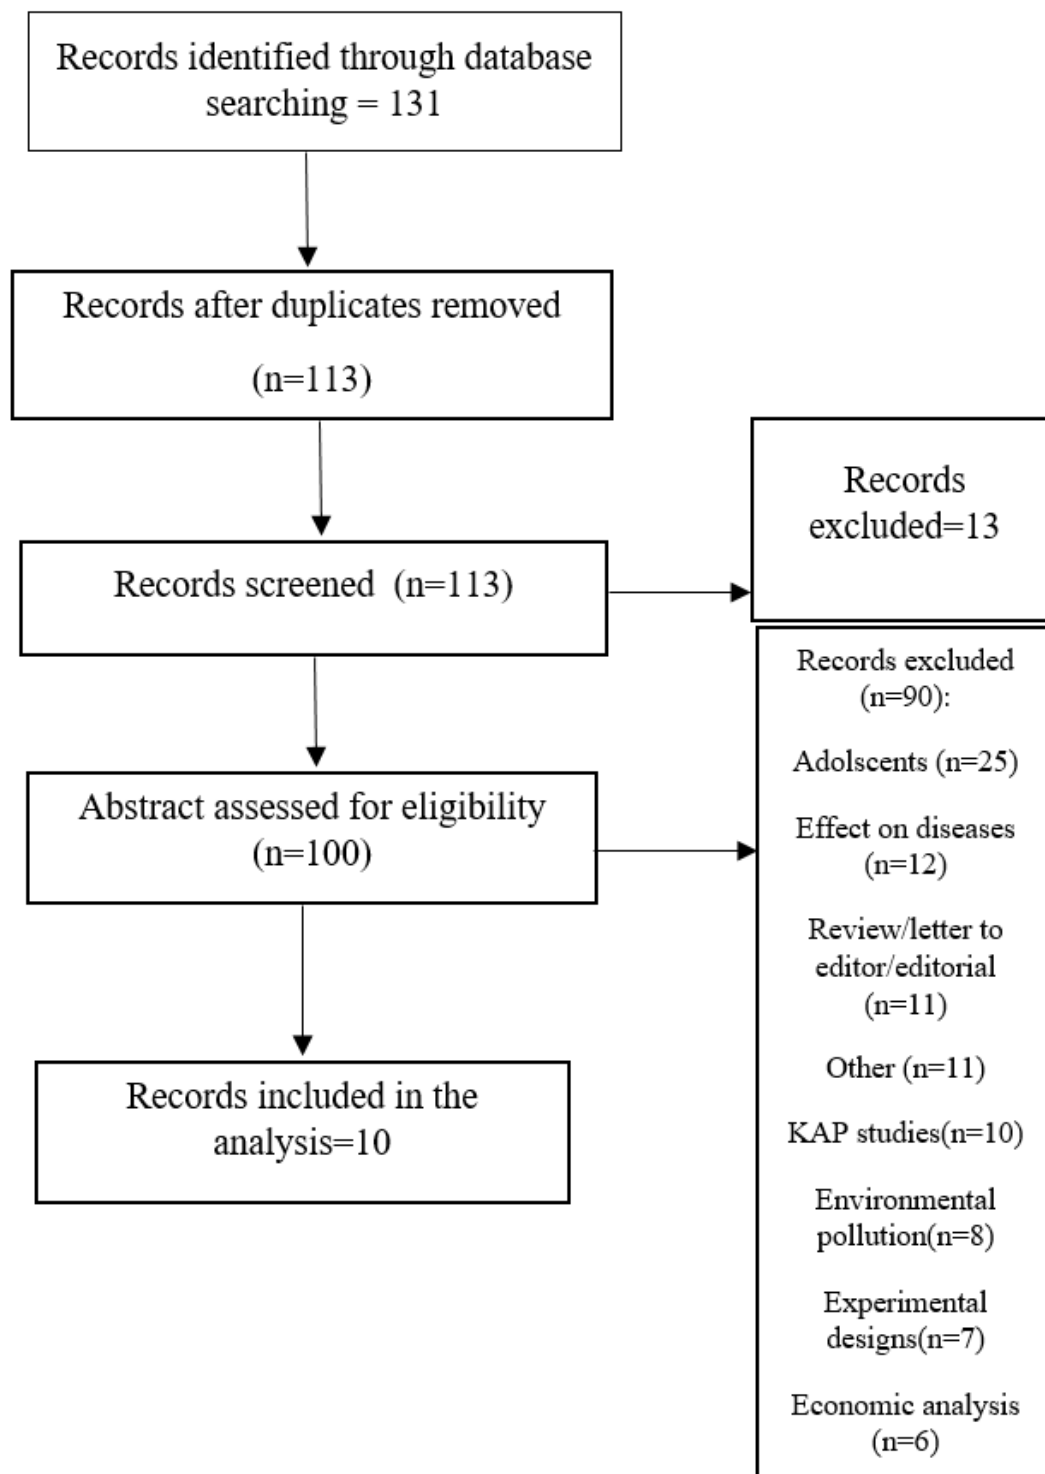 Records identified through database
searching = 131
Records after duplicates removed
(n=113)
Records screened  (n=113)
Records
excluded=13
Abstract assessed for eligibility
(n=100)
Records excluded
(n=90):
Adolscents (n=25)
Effect on diseases
(n=12)
Review/letter to
editor/editorial
(n=11)
Other (n=11)
KAP studies(n=10)
Environmental
pollution(n=8)
Experimental
designs(n=7)
Economic analysis
(n=6)
Records included in the
analysis=10